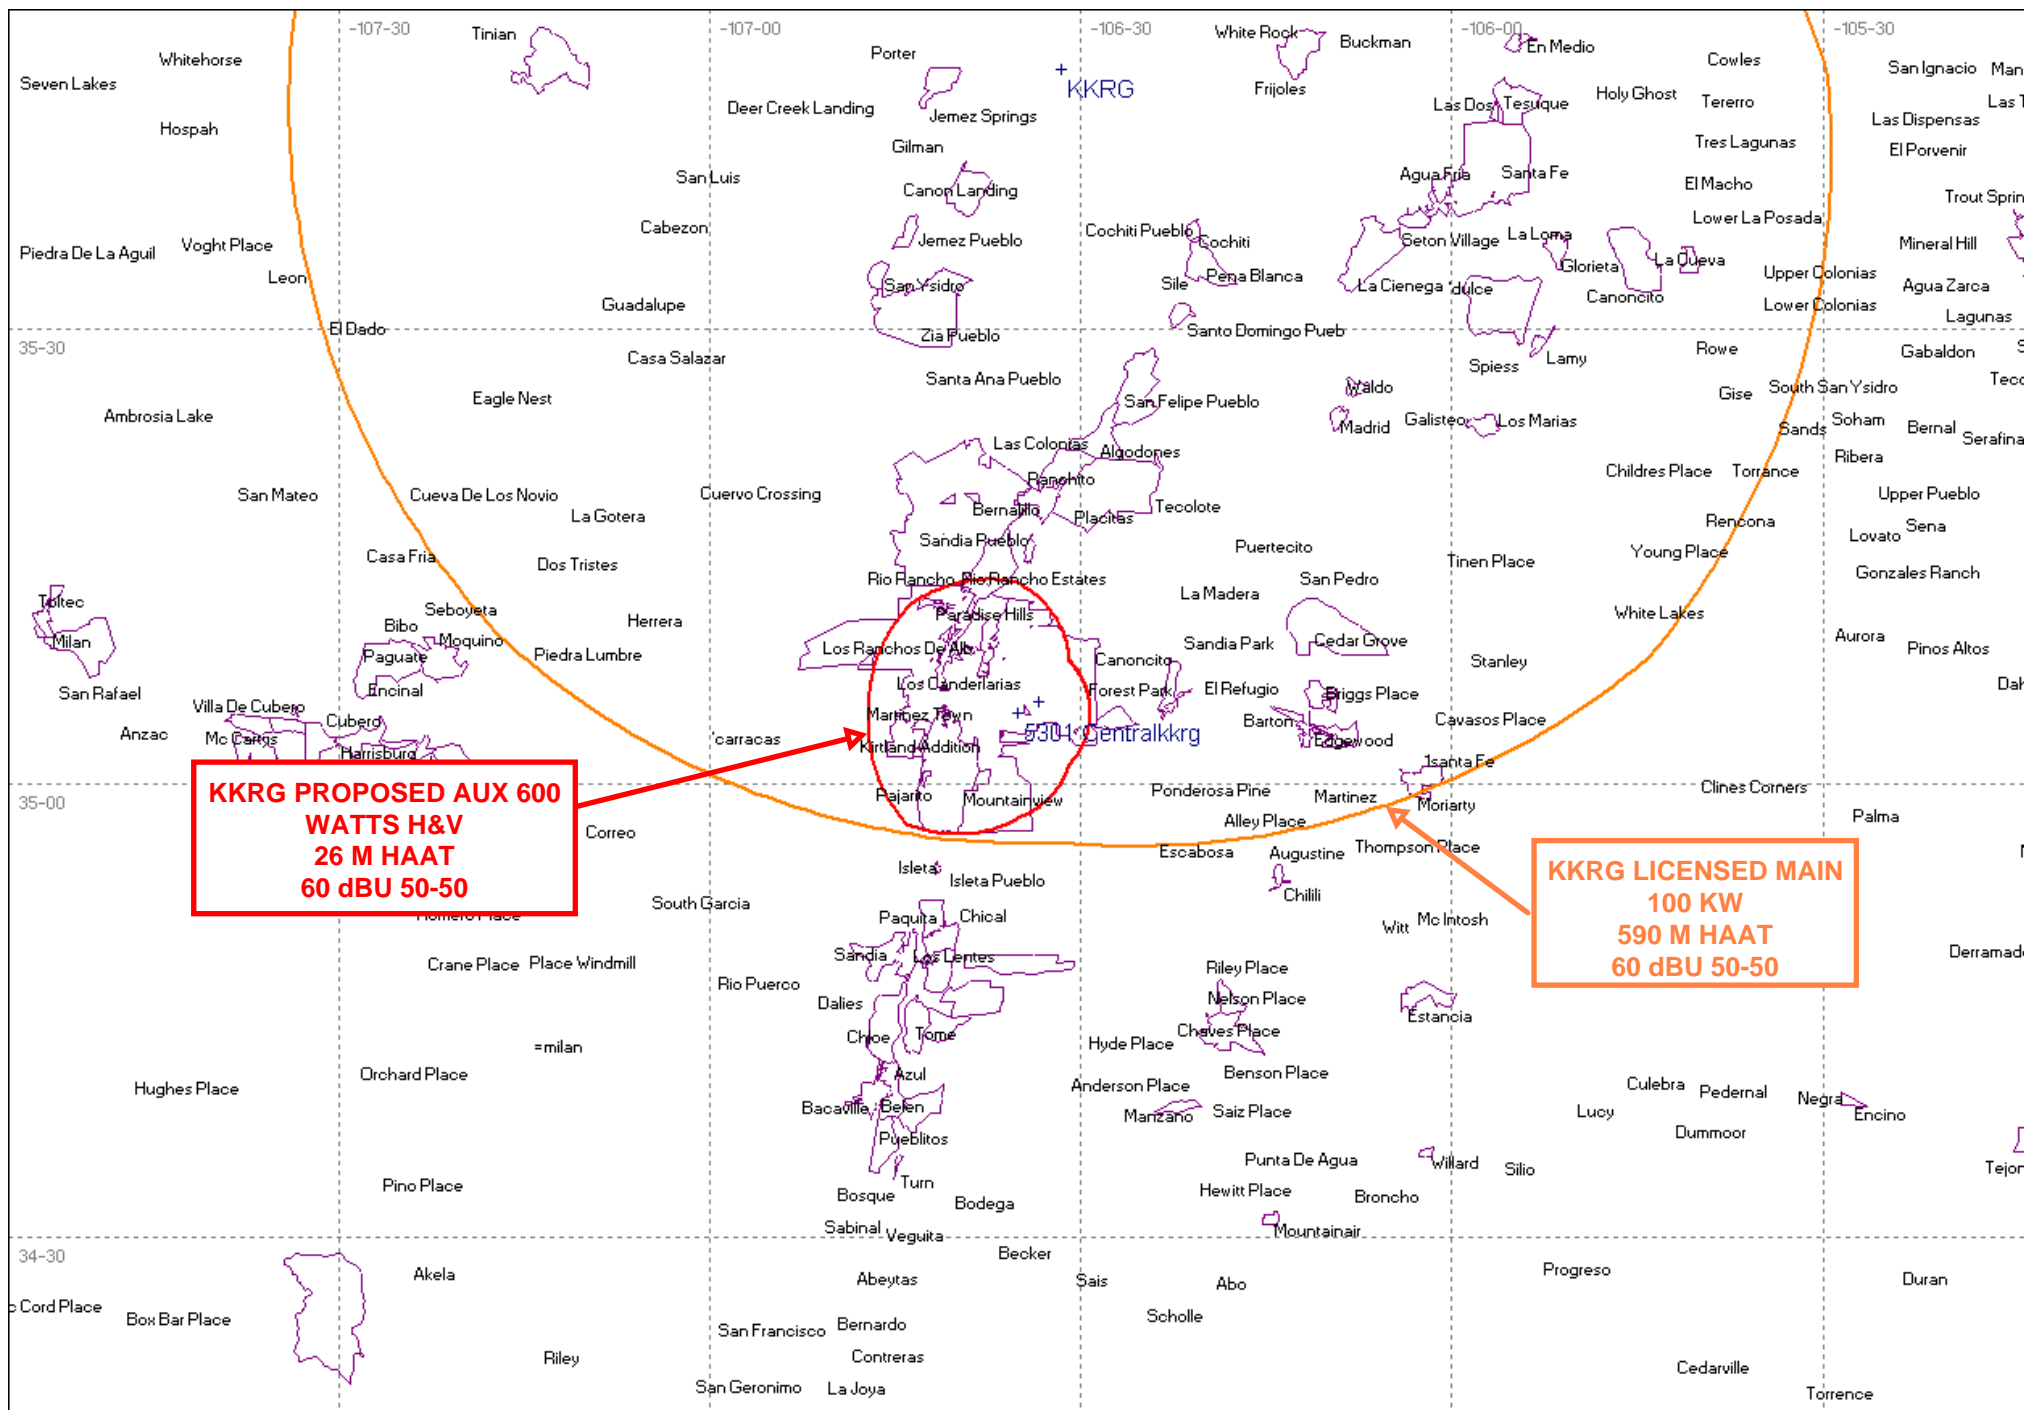 -107-30
-107-00
-106-30
-106-00
-105-30
Tinian
White Rock
Buckman
En Medio
Whitehorse
Porter
Cowles
San Ignacio
Man
Seven Lakes
KKRG
Frijoles
Holy Ghost
Tererro
Las Dos
Tesuque
Las T
Deer Creek Landing
Jemez Springs
Las Dispensas
Hospah
Gilman
Tres Lagunas
El Porvenir
San Luis
Canon Landing
Agua Fria
Santa Fe
El Macho
Trout Sprin
Cabezon
Lower La Posada
Piedra De La Aguil
Voght Place
Jemez Pueblo
Cochiti Pueblo
Cochiti
Seton Village
La Loma
Mineral Hill
Leon
Glorieta
La Cueva
Upper Colonias
San Ysidro
Sile
Pena Blanca
La Cienega
'dulce
Canoncito
Agua Zarca
Guadalupe
Lower Colonias
Lagunas
El Dado
Zia Pueblo
Santo Domingo Pueb
35-30
Casa Salazar
Spiess
Lamy
Rowe
Gabaldon
Santa Ana Pueblo
Waldo
Gise
South San Ysidro
Teco
Eagle Nest
San Felipe Pueblo
Ambrosia Lake
Madrid
Galisteo
Los Marias
Sands
Soham
Bernal
Serafina
Las Colonias
Algodones
Ribera
Childres Place
Torrance
San Mateo
Cueva De Los Novio
Cuervo Crossing
Ranchito
Upper Pueblo
La Gotera
Bernalillo
Placitas
Tecolote
Rencona
Sena
Lovato
Casa Fria
Sandia Pueblo
Puertecito
Tinen Place
Young Place
Dos Tristes
Rio Rancho
Rio Rancho Estates
San Pedro
Gonzales Ranch
Toltec
La Madera
Seboyeta
Herrera
Paradise Hills
White Lakes
Milan
Bibo
Moquino
Los Ranchos De Alb
Sandia Park
Cedar Grove
Aurora
Pinos Altos
Paguate
Piedra Lumbre
Canoncito
Stanley
San Rafael
Encinal
Los Canderlarias
Forest Park
El Refugio
Briggs Place
Dah
Villa De Cubero
Cubero
Martinez Town
Barton
Cavasos Place
Anzac
Mc Cartys
Harrisburg
'carracas
Kirtland Addition
5301 Centralkkrg
Edgewood
1santa Fe
KKRG PROPOSED AUX 600
WATTS H&V
26 M HAAT
60 dBU 50-50
35-00
Pajarito
Mountainview
Ponderosa Pine
Martinez
Moriarty
Clines Corners
Correo
Alley Place
Palma
Escabosa
Augustine
Thompson Place
Isleta
Isleta Pueblo
Chilili
KKRG LICENSED MAIN
100 KW
590 M HAAT
60 dBU 50-50
South Garcia
Paquita
Chical
Witt
Mc Intosh
Crane Place
Place Windmill
Sandia
Los Lentes
Derramade
Rio Puerco
Riley Place
Dalies
Nelson Place
Estancia
Chloe
Tome
Chaves Place
=milan
Hyde Place
Orchard Place
Azul
Benson Place
Hughes Place
Anderson Place
Culebra
Pedernal
Negra
Bacaville
Belen
Manzano
Saiz Place
Lucy
Encino
Pueblitos
Dummoor
Punta De Agua
Willard
Silio
Tejon
Pino Place
Turn
Bosque
Bodega
Hewitt Place
Broncho
Sabinal
Veguita
Mountainair
34-30
Becker
Akela
Abeytas
Sais
Abo
Progreso
Duran
c Cord Place
Box Bar Place
Scholle
San Francisco
Bernardo
Riley
Contreras
Cedarville
San Geronimo
La Joya
Torrence